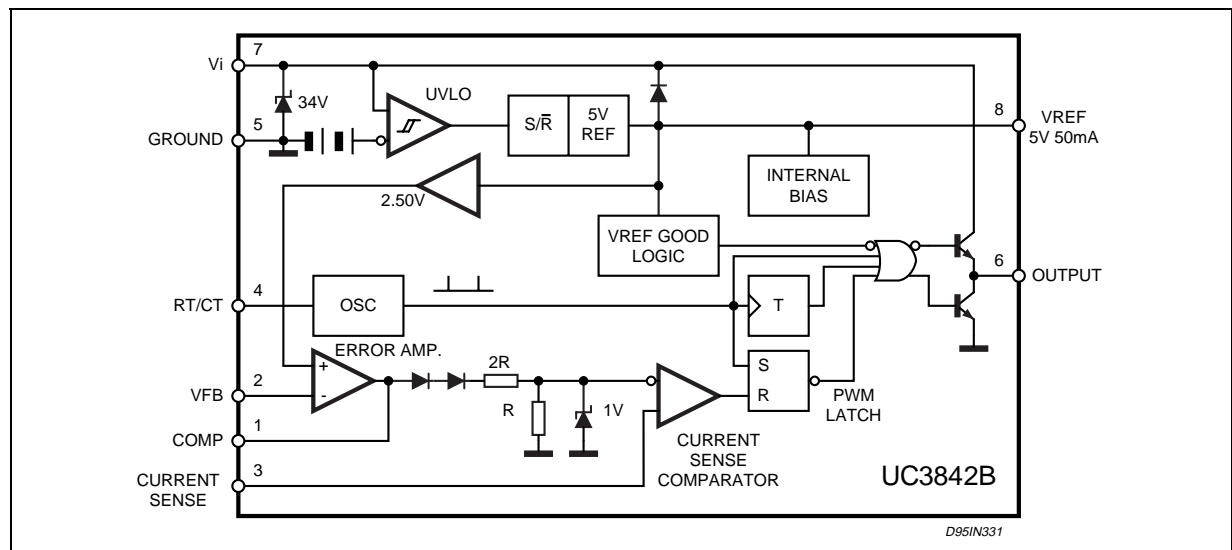 7
Vi
34V
UVLO
5
GROUND
S/R̅
5V
REF
8
VREF
5V 50mA
INTERNAL
BIAS
2.50V
VREF GOOD
LOGIC
6
OUTPUT
4
RT/CT
OSC
T
ERROR AMP.
+
-
2R
S
R
2
VFB
R
1V
PWM
LATCH
1
COMP
CURRENT
SENSE
COMPARATOR
3
CURRENT
SENSE
UC3842B
D95IN331